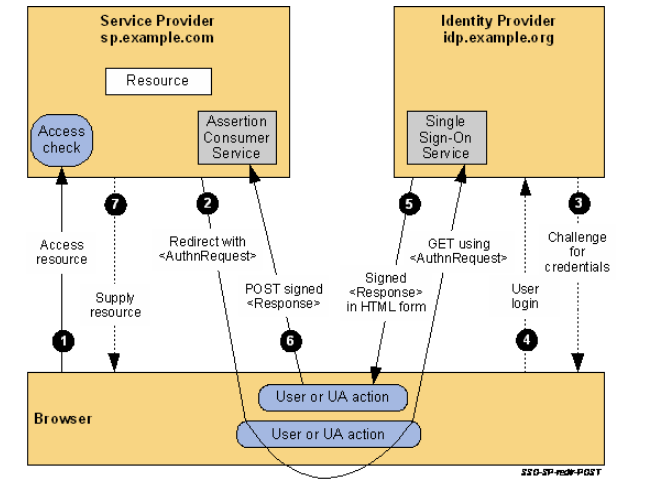 Service Provider
sp.example.com
Resource
Access
check
Assertion
Consumer
Service
Identity Provider
idp.example.org
Single
Sign-On
Service
7
2
5
3
Access
resource
Redirect with
<AuthnRequest>
GET using
<AuthnRequest>
Challenge
for
credentials
Supply
resource
POST signed
<Response>
Signed
<Response>
in HTML form
User
login
1
6
4
Browser
User or UA action
User or UA action
SSO-SP-redir-POST